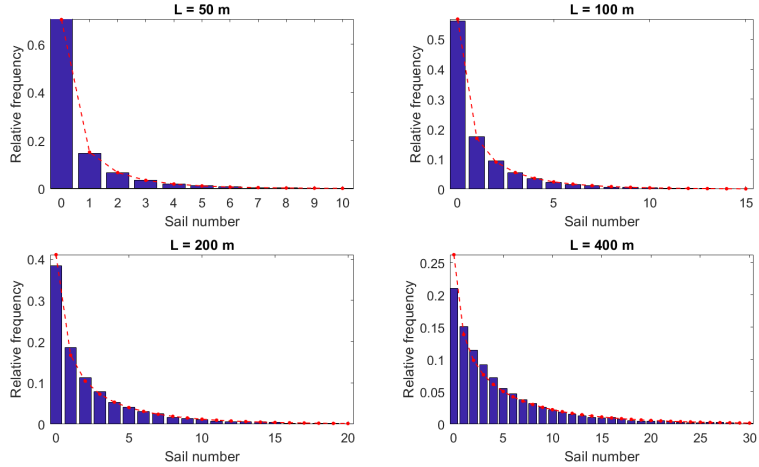 L = 50 m
Relative frequency
0.6
0.4
0.2
0
0 1 2 3 4 5 6 7 8 9 10
Sail number
L = 100 m
Relative frequency
0.5
0.4
0.3
0.2
0.1
0
0 5 10 15
Sail number
L = 200 m
Relative frequency
0.4
0.3
0.2
0.1
0
0 5 10 15 20
Sail number
L = 400 m
Relative frequency
0.25
0.2
0.15
0.1
0.05
0
0 5 10 15 20 25 30
Sail number